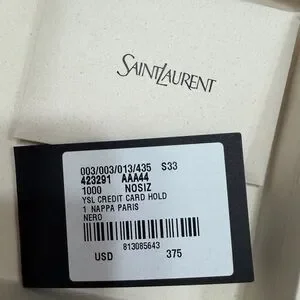 SAINT LAURENT
003/003/013/435 S33
423291 AAA44
1000 NOSIZ
YSL CREDIT CARD HOLD
1 NAPPA PARIS
NERO
813085643
USD 375